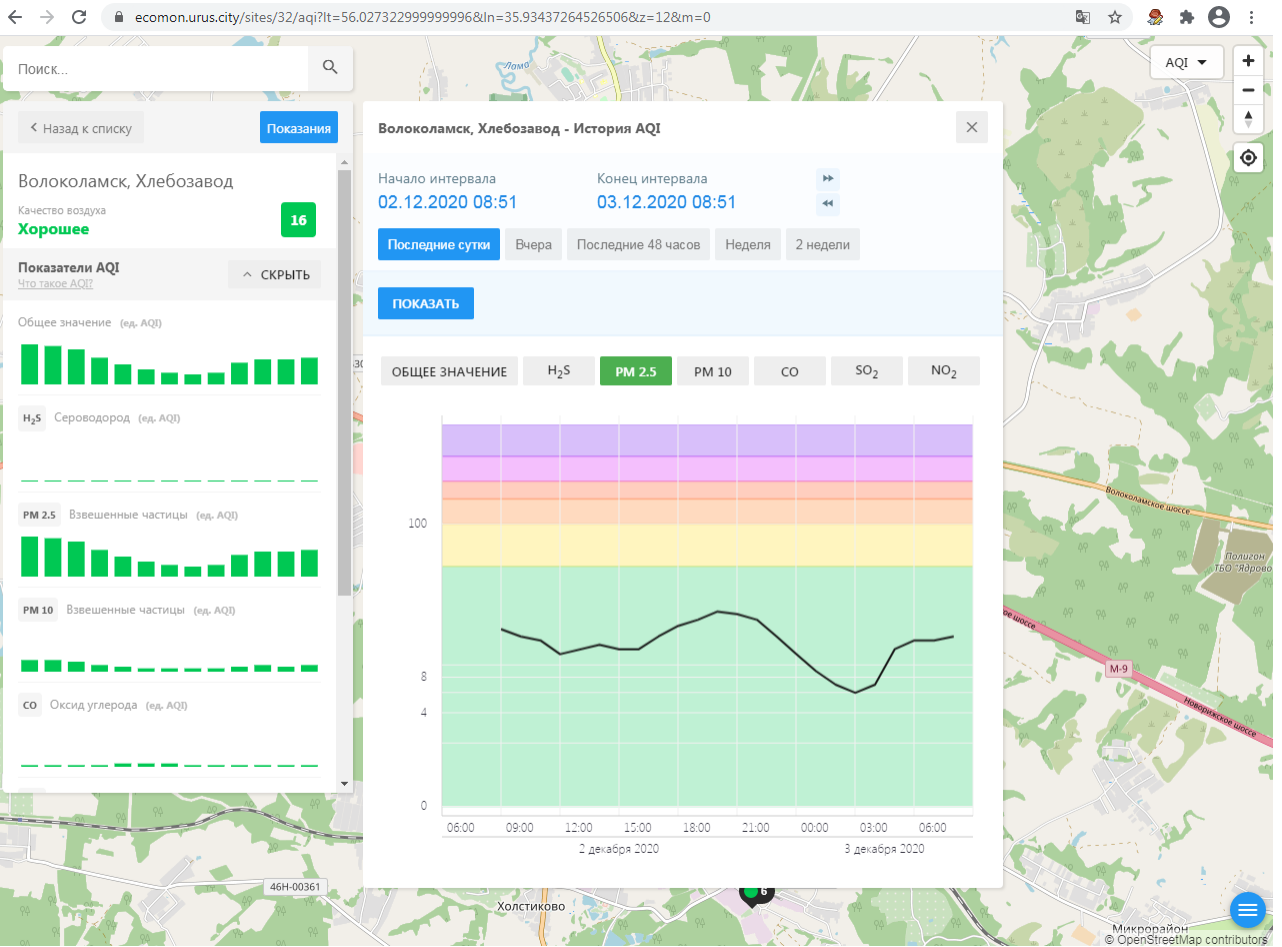 ecomon.urus.city/sites/32/aqi?lt=56.027322999999996&ln=35.93437264526506&z=12&m=0
Поиск...
AQI
Лама
Назад к списку
Показания
Волоколамск, Хлебозавод
Качество воздуха
Хорошее
16
Показатели AQI
Что такое AQI?
СКРЫТЬ
Общее значение (ед. AQI)
H2S Сероводород (ед. AQI)
PM 2.5 Взвешенные частицы (ед. AQI)
PM 10 Взвешенные частицы (ед. AQI)
CO Оксид углерода (ед. AQI)
Волоколамск, Хлебозавод - История AQI
Начало интервала
Конец интервала
02.12.2020 08:51
03.12.2020 08:51
Последние сутки
Вчера
Последние 48 часов
Неделя
2 недели
ПОКАЗАТЬ
ОБЩЕЕ ЗНАЧЕНИЕ
H2S
PM 2.5
PM 10
CO
SO2
NO2
100
8
4
0
06:00
09:00
12:00
15:00
18:00
21:00
00:00
03:00
06:00
2 декабря 2020
3 декабря 2020
Волоколамское шоссе
Полигон
ТБО "Ядрово
ое шоссе
М-9
Новорижское шоссе
46Н-00361
Холстиково
6
Микрорайон
© OpenStreetMap contributors